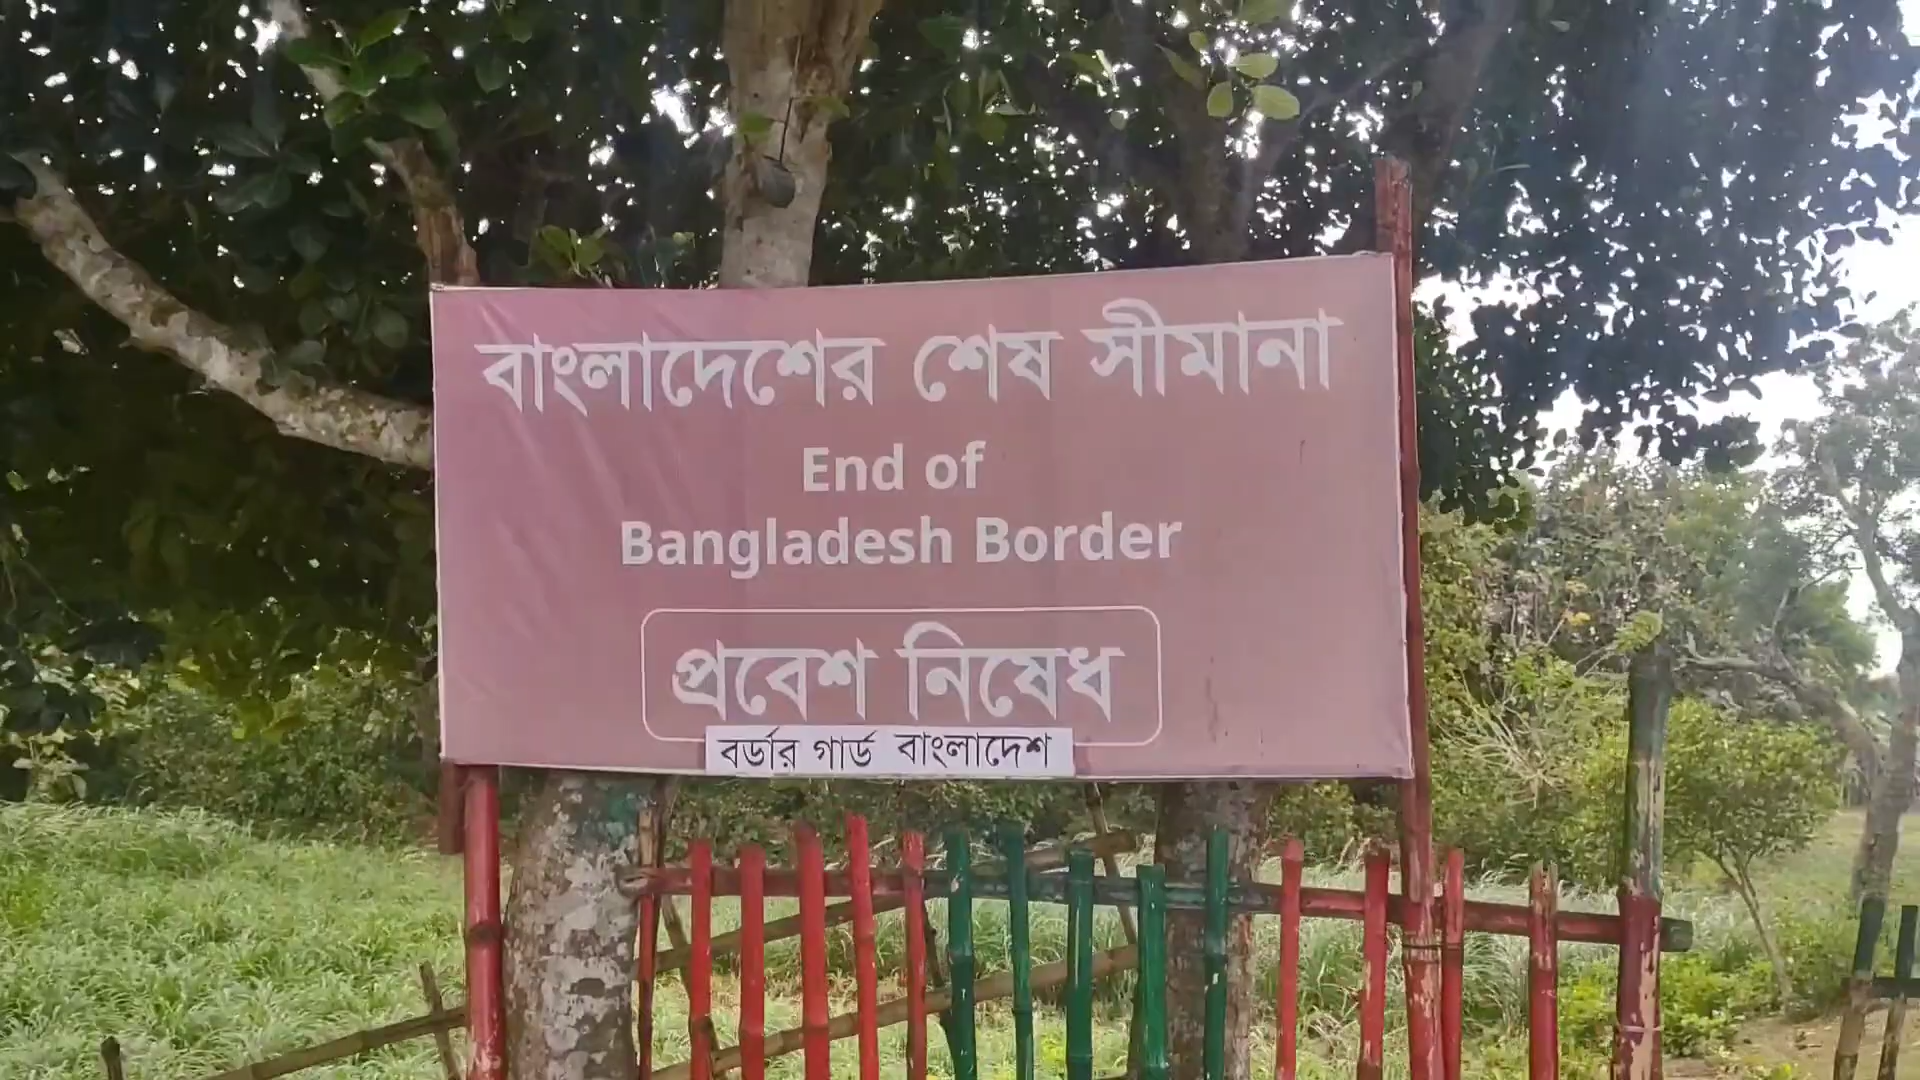 বাংলাদেশের শেষ সীমানা
End of
Bangladesh Border
প্রবেশ নিষেধ
বর্ডার গার্ড বাংলাদেশ